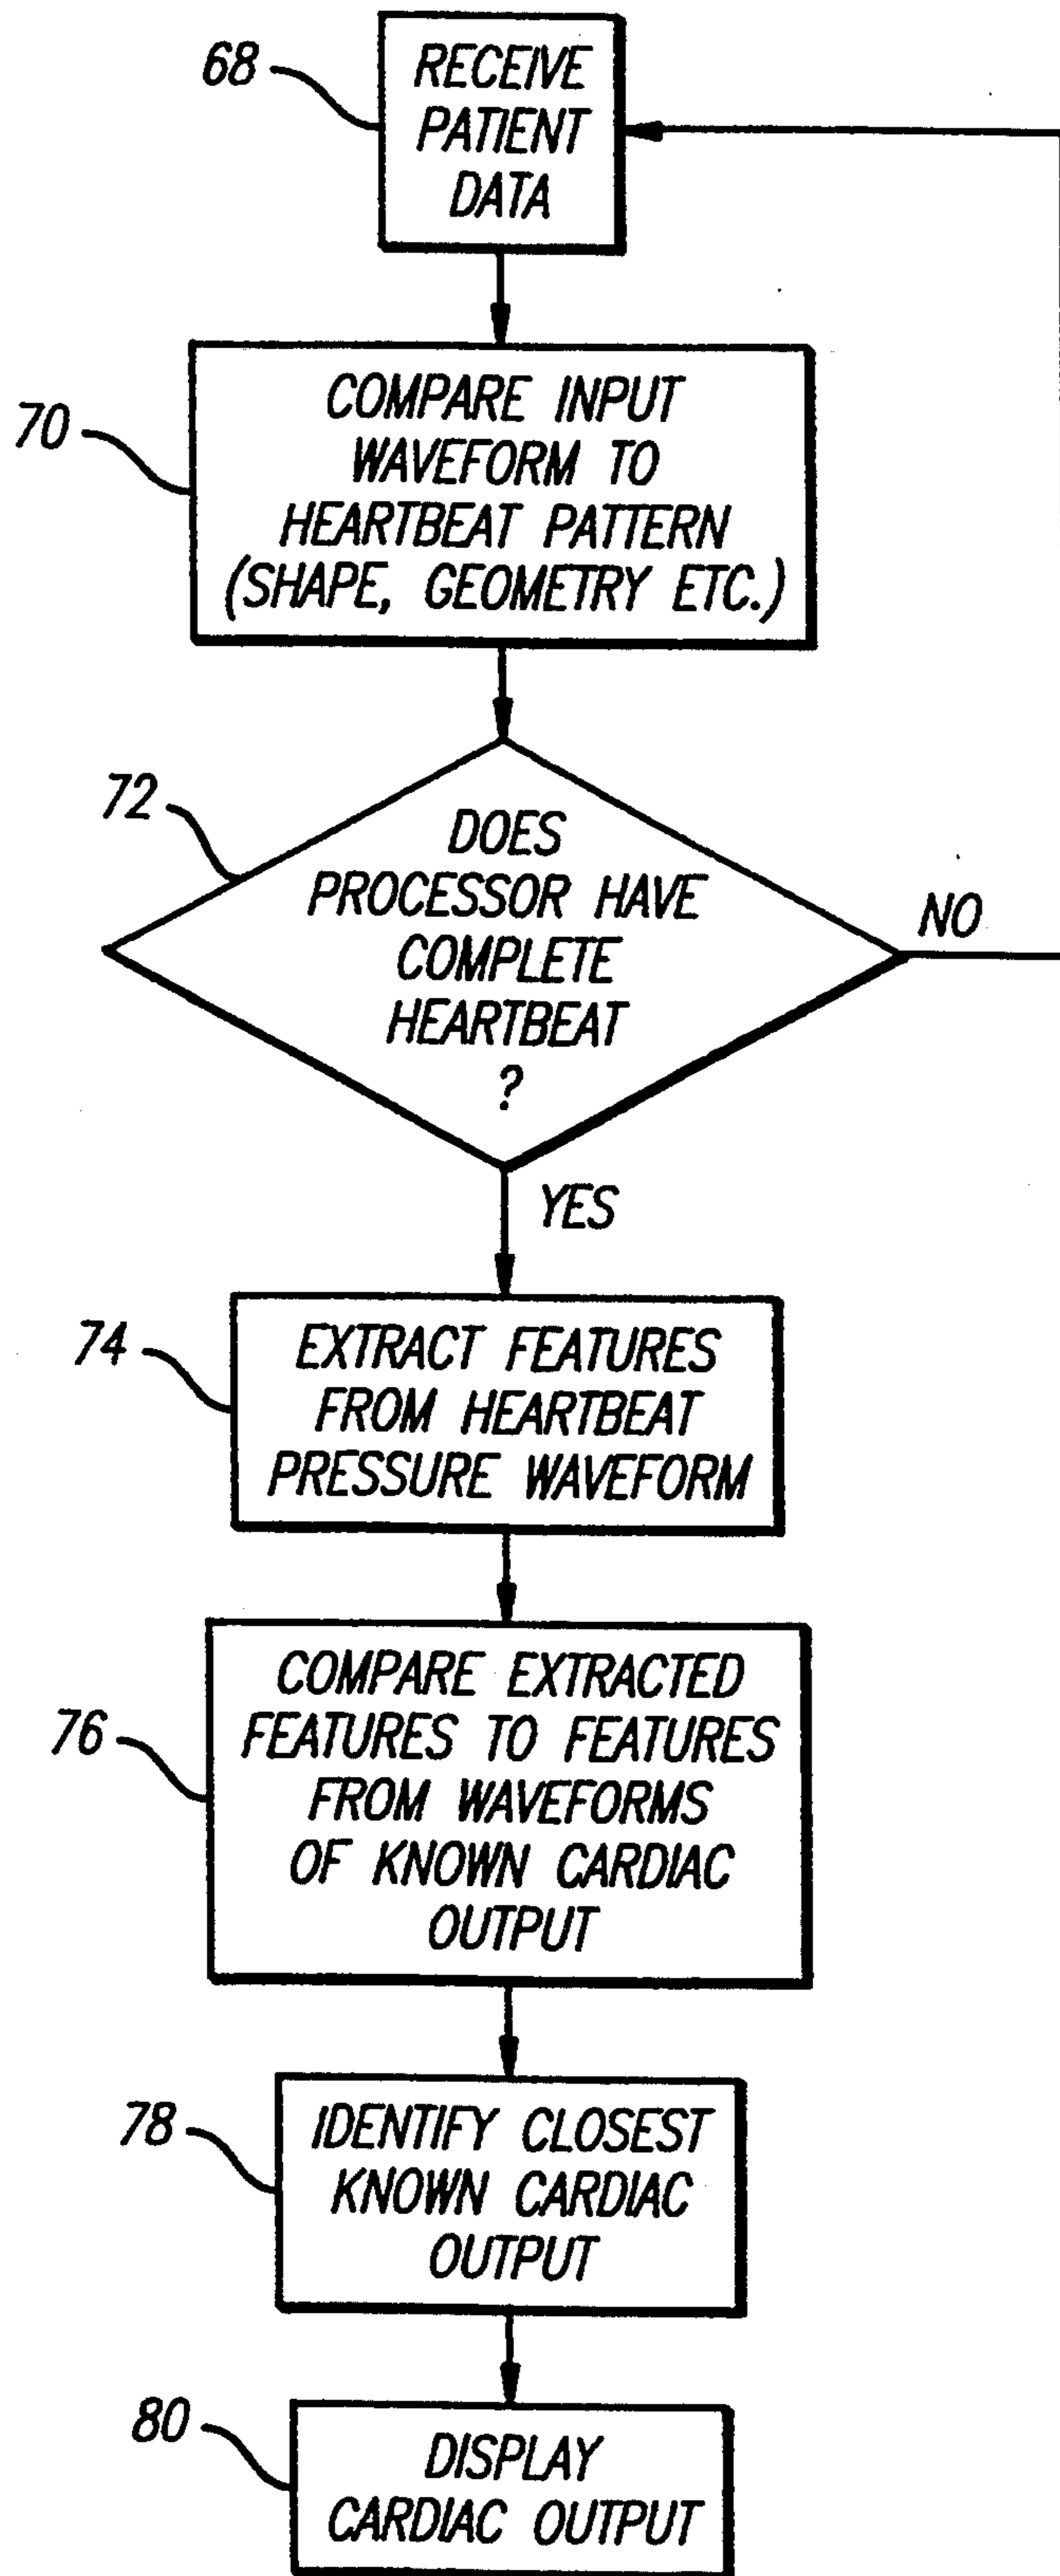 68
RECEIVE
PATIENT
DATA
70
COMPARE INPUT
WAVEFORM TO
HEARTBEAT PATTERN
(SHAPE, GEOMETRY ETC.)
72
DOES
PROCESSOR HAVE
COMPLETE
HEARTBEAT
?
NO
YES
74
EXTRACT FEATURES
FROM HEARTBEAT
PRESSURE WAVEFORM
76
COMPARE EXTRACTED
FEATURES TO FEATURES
FROM WAVEFORMS
OF KNOWN CARDIAC
OUTPUT
78
IDENTIFY CLOSEST
KNOWN CARDIAC
OUTPUT
80
DISPLAY
CARDIAC OUTPUT